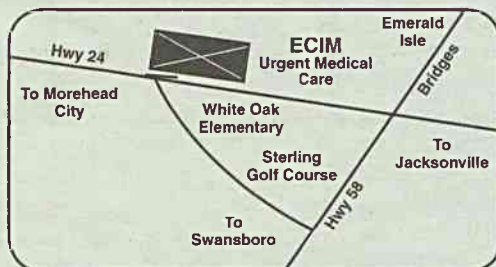 Emerald
Isle
Hwy 24
ECIM
Urgent Medical
Care
Bridges
To Morehead
City
White Oak
Elementary
To
Jacksonville
Sterling
Golf Course
Hwy 58
To
Swansboro